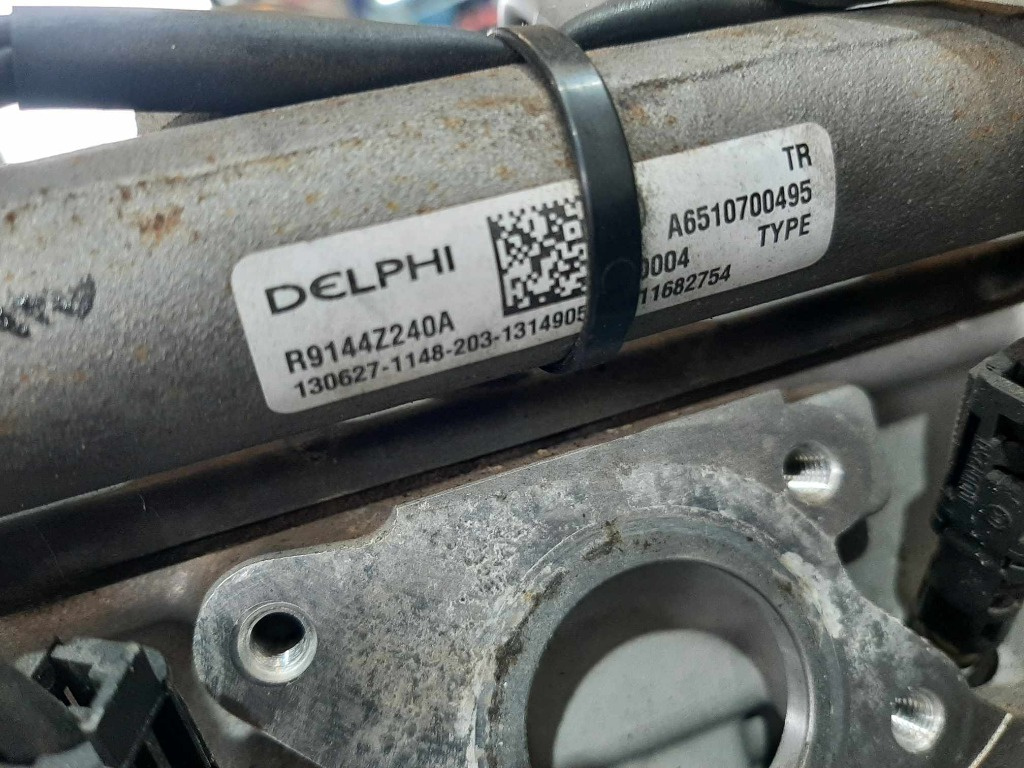 TR
DELPHI A6510700495
R9144Z240A 0004 TYPE
130627-1148-203-1314905 11682754